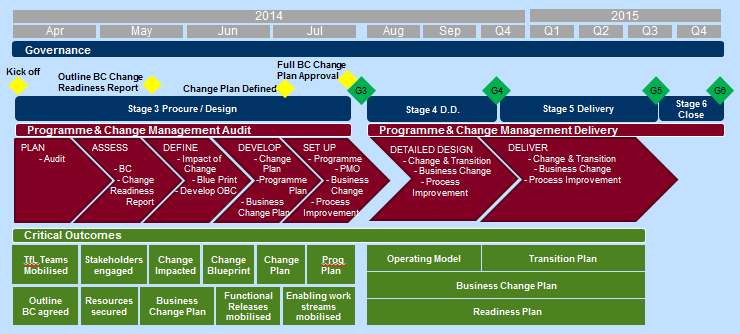 2014
2015
Apr May Jun Jul Aug Sep Q4 Q1 Q2 Q3 Q4
Governance
Kick off
Outline BC Change
Readiness Report
Change Plan Defined
Full BC Change
Plan Approval
G3
G4
G5
G6
Stage 3 Procure / Design
Stage 4 D.D.
Stage 5 Delivery
Stage 6
Close
Programme & Change Management Audit
Programme & Change Management Delivery
PLAN
- Audit
ASSESS
- BC
- Change
Readiness
Report
DEFINE
- Impact of
Change
- Blue Print
- Develop OBC
DEVELOP
- Change
Plan
-Programme
Plan
- Business
Change Plan
SET UP
- Programme
- PMO
- Business
Change
- Process
Improvement
DETAILED DESIGN
- Change & Transition
- Business Change
- Process
Improvement
DELIVER
- Change & Transition
- Business Change
- Process Improvement
Critical Outcomes
TfL Teams
Mobilised
Stakeholders
engaged
Change
Impacted
Change
Blueprint
Change
Plan
Prog
Plan
Operating Model
Transition Plan
Outline
BC agreed
Resources
secured
Business
Change Plan
Functional
Releases
mobilised
Enabling work
streams
mobilised
Business Change Plan
Readiness Plan